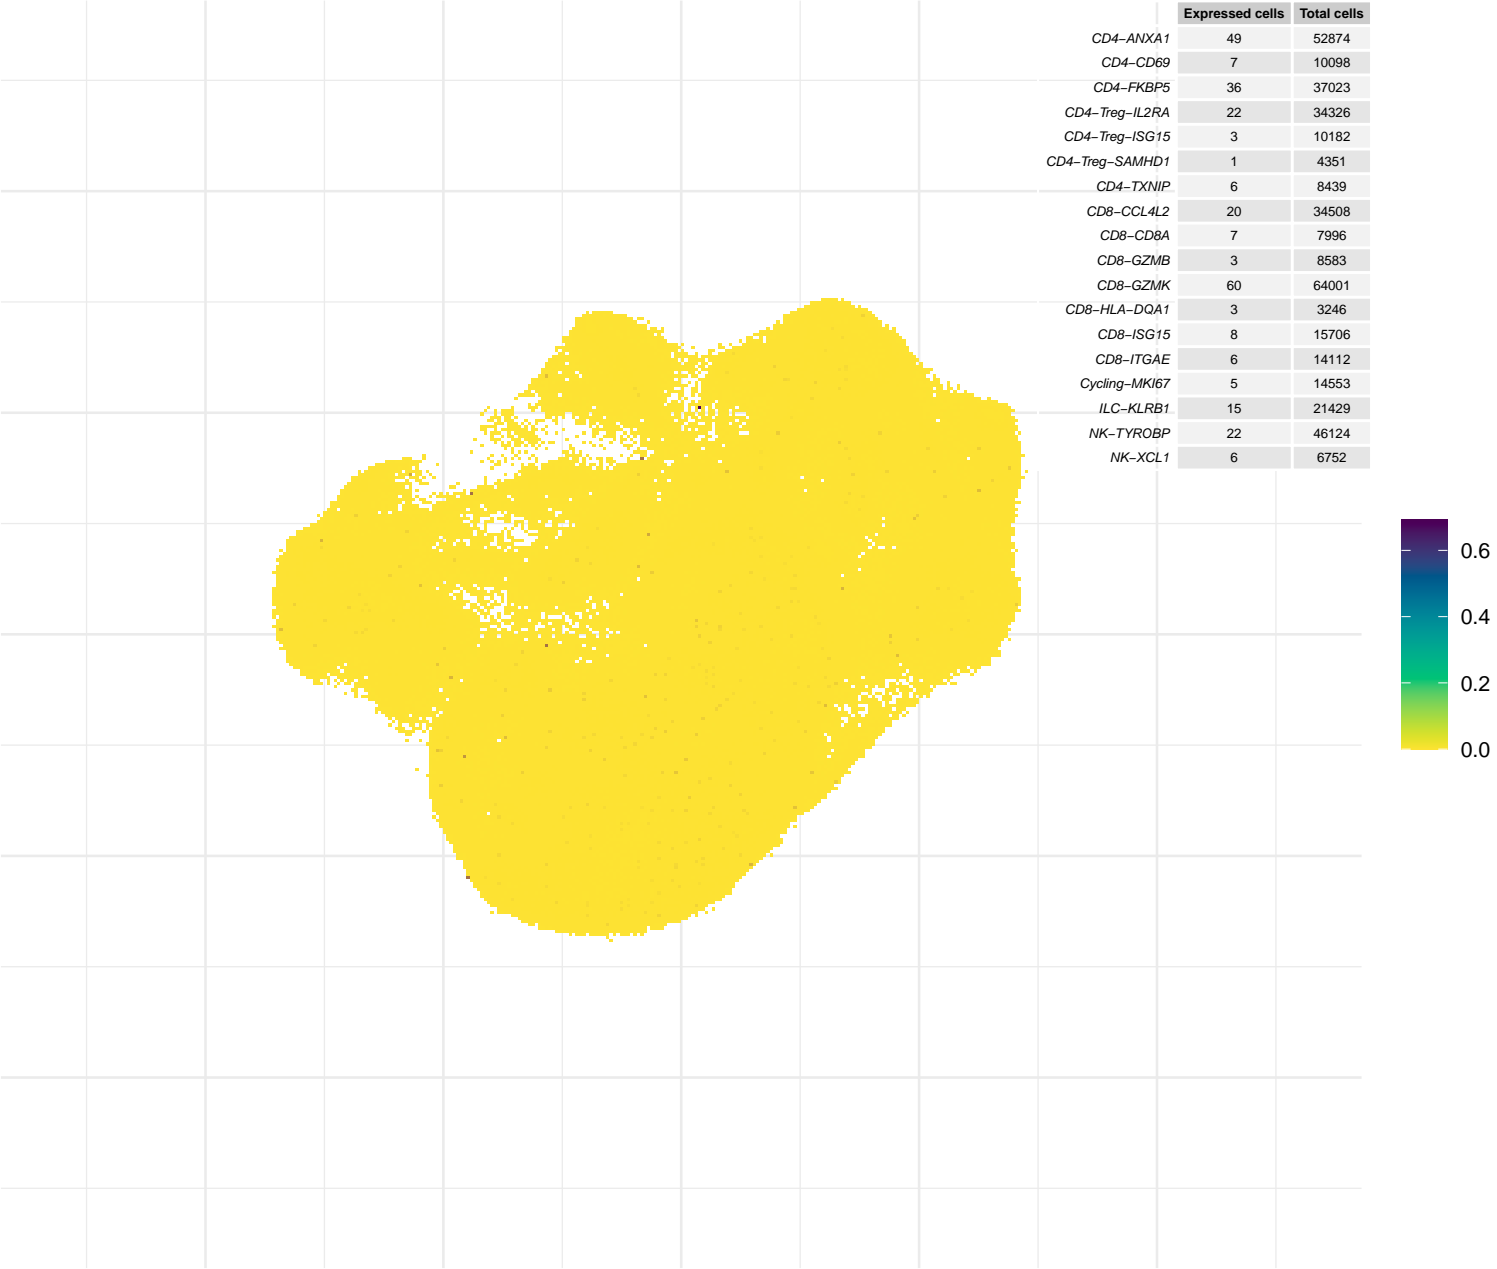 Expressed cells Total cells
CD4−ANXA1 49 52874
CD4−CD69 7 10098
CD4−FKBP5 36 37023
CD4−Treg−IL2RA 22 34326
CD4−Treg−ISG15 3 10182
CD4−Treg−SAMHD1 1 4351
CD4−TXNIP 6 8439
CD8−CCL4L2 20 34508
CD8−CD8A 7 7996
CD8−GZMB 3 8583
CD8−GZMK 60 64001
CD8−HLA−DQA1 3 3246
CD8−ISG15 8 15706
CD8−ITGAE 6 14112
Cycling−MKI67 5 14553
ILC−KLRB1 15 21429
NK−TYROBP 22 46124
NK−XCL1 6 6752
0.6
0.4
0.2
0.0